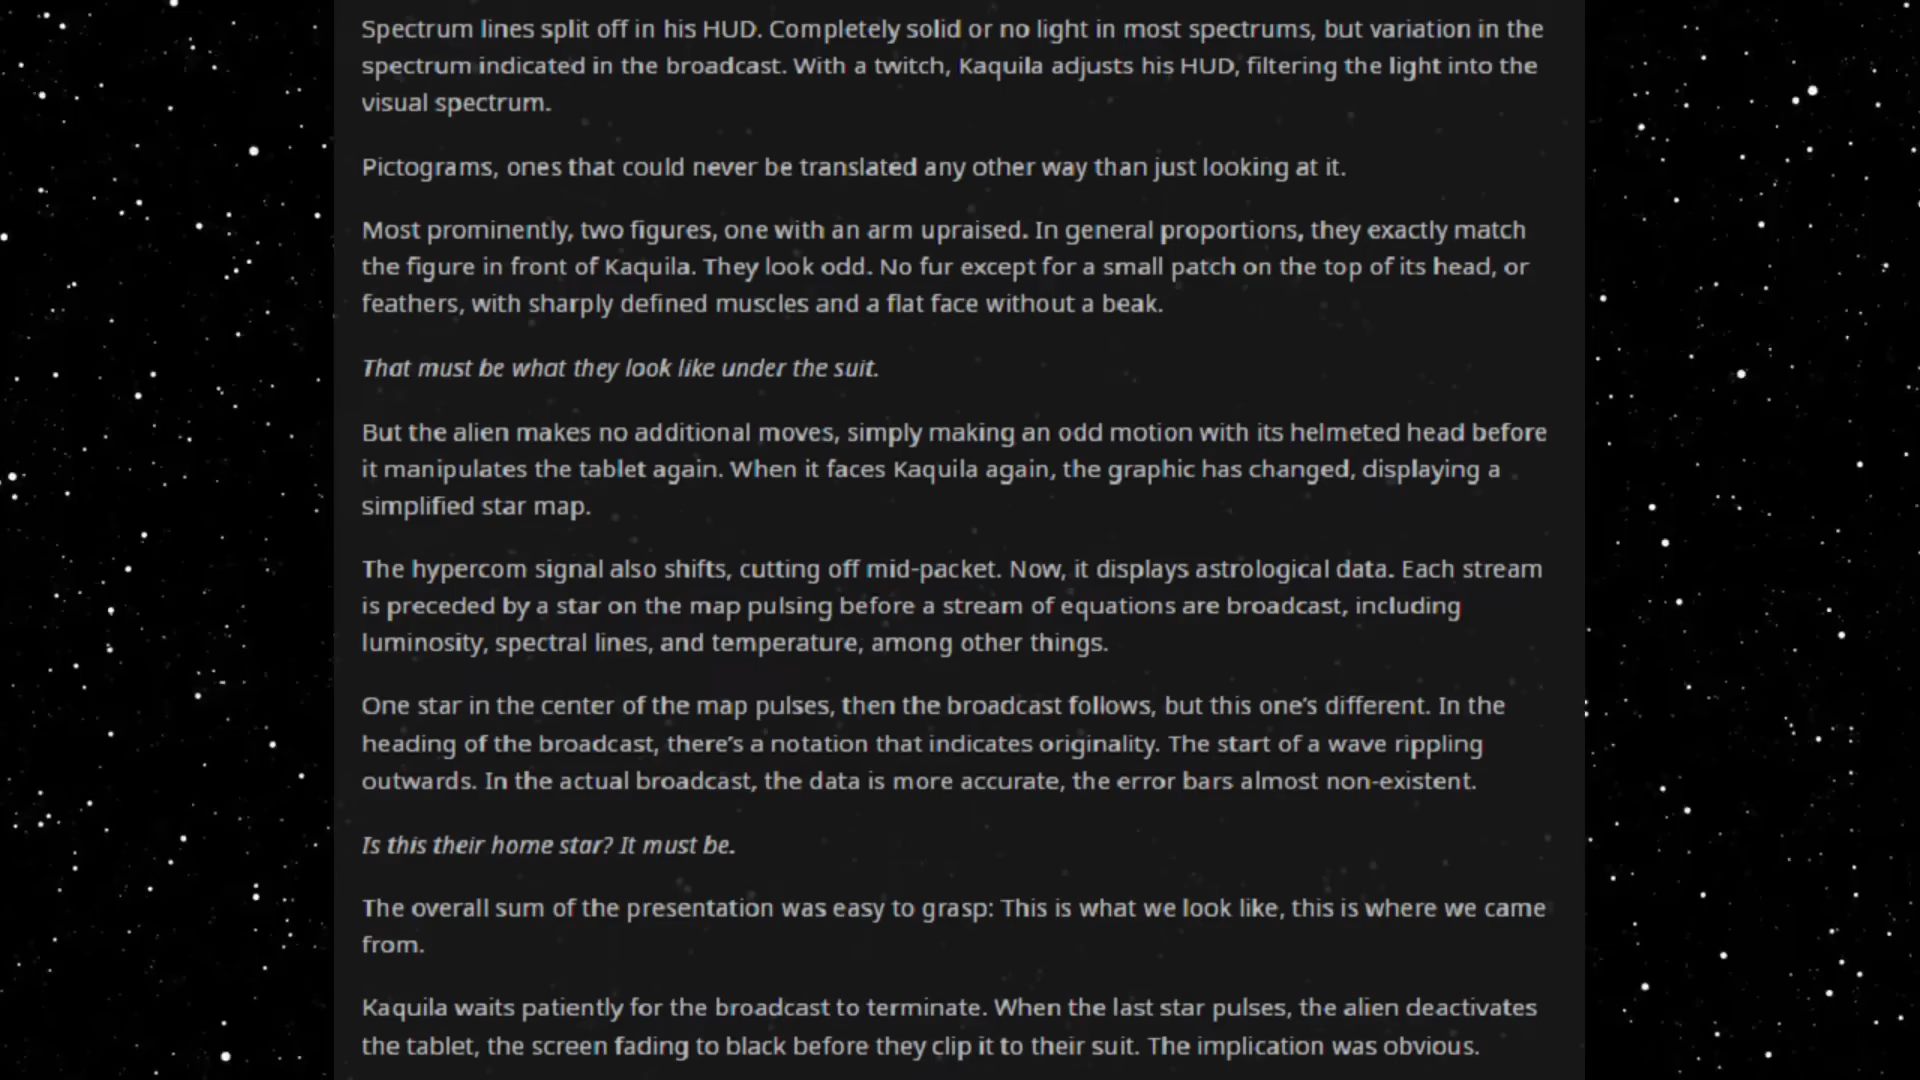 Spectrum lines split off in his HUD. Completely solid or no light in most spectrums, but variation in the
spectrum indicated in the broadcast. With a twitch, Kaquila adjusts his HUD, filtering the light into the
visual spectrum.
Pictograms, ones that could never be translated any other way than just looking at it.
Most prominently, two figures, one with an arm upraised. In general proportions, they exactly match
the figure in front of Kaquila. They look odd. No fur except for a small patch on the top of its head, or
feathers, with sharply defined muscles and a flat face without a beak.
That must be what they look like under the suit.
But the alien makes no additional moves, simply making an odd motion with its helmeted head before
it manipulates the tablet again. When it faces Kaquila again, the graphic has changed, displaying a
simplified star map.
The hypercom signal also shifts, cutting off mid-packet. Now, it displays astrological data. Each stream
is preceded by a star on the map pulsing before a stream of equations are broadcast, including
luminosity, spectral lines, and temperature, among other things.
One star in the center of the map pulses, then the broadcast follows, but this one’s different. In the
heading of the broadcast, there’s a notation that indicates originality. The start of a wave rippling
outwards. In the actual broadcast, the data is more accurate, the error bars almost non-existent.
Is this their home star? It must be.
The overall sum of the presentation was easy to grasp: This is what we look like, this is where we came
from.
Kaquila waits patiently for the broadcast to terminate. When the last star pulses, the alien deactivates
the tablet, the screen fading to black before they clip it to their suit. The implication was obvious.